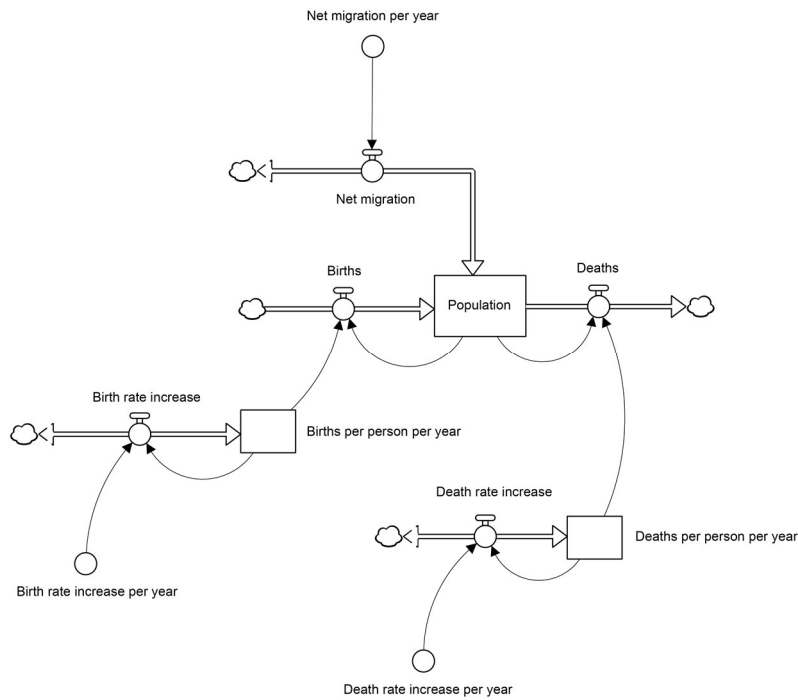 Net migration per year
Net migration
Births
Deaths
Population
Birth rate increase
Births per person per year
Death rate increase
Deaths per person per year
Birth rate increase per year
Death rate increase per year